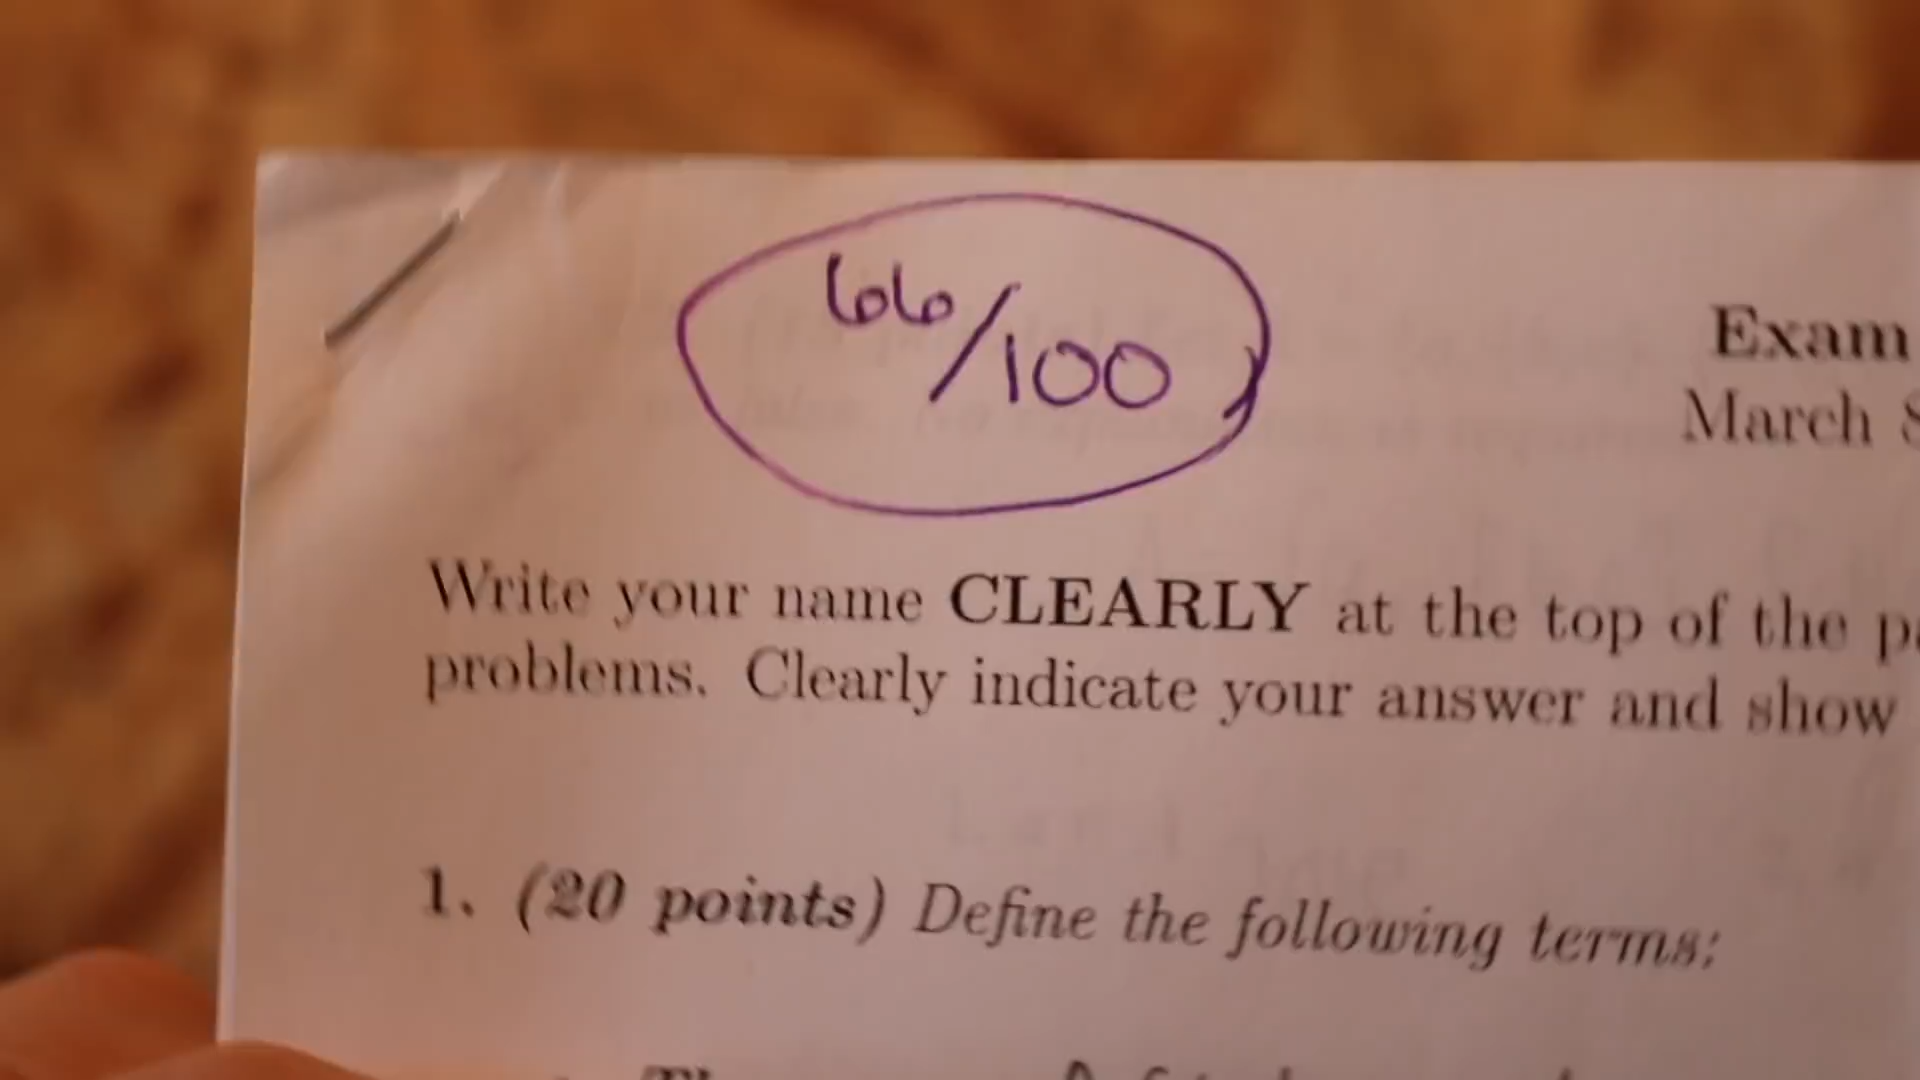 66/100
Exam
March 8
Write your name CLEARLY at the top of the
problems. Clearly indicate your answer and show
1. (20 points) Define the following terms: